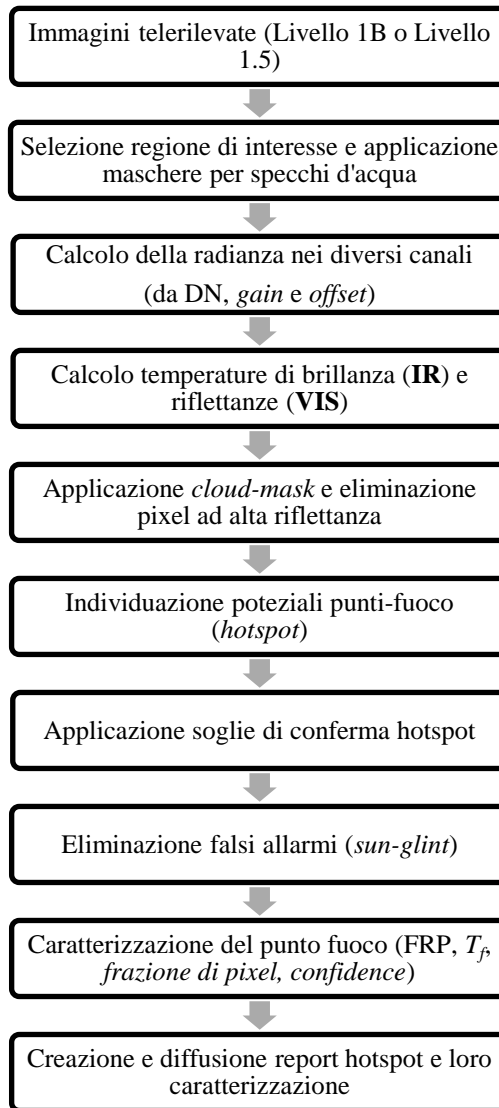 Immagini telerilevate (Livello 1B o Livello
1.5)
Selezione regione di interesse e applicazione
maschere per specchi d'acqua
Calcolo della radianza nei diversi canali
(da DN, gain e offset)
Calcolo temperature di brillanza (IR) e
riflettanze (VIS)
Applicazione cloud-mask e eliminazione
pixel ad alta riflettanza
Individuazione poteziali punti-fuoco
(hotspot)
Applicazione soglie di conferma hotspot
Eliminazione falsi allarmi (sun-glint)
Caratterizzazione del punto fuoco (FRP, Tf,
frazione di pixel, confidence)
Creazione e diffusione report hotspot e loro
caratterizzazione